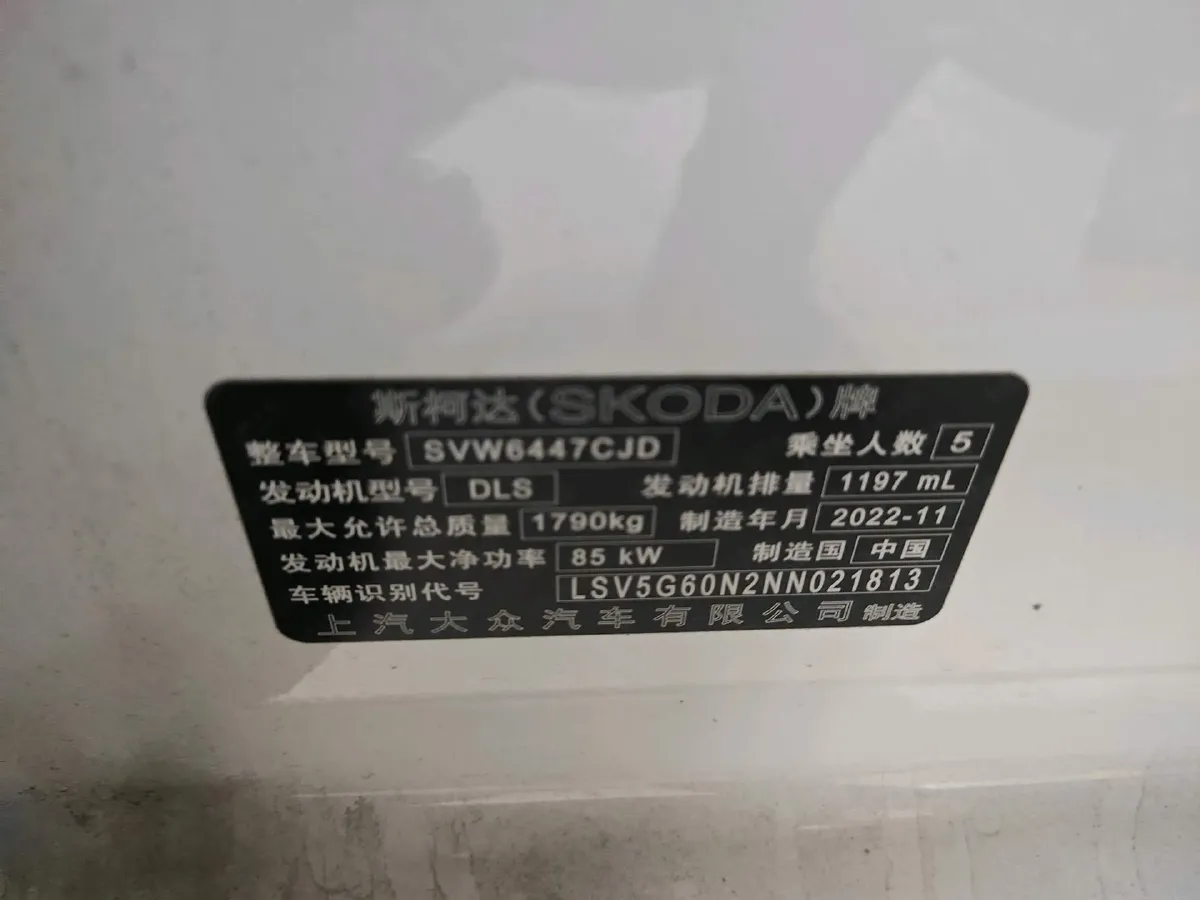 斯柯达(SKODA)牌
整车型号 SVW6447CJD 乘坐人数 5
发动机型号 DLS 发动机排量 1197 mL
最大允许总质量 1790kg 制造年月 2022-11
发动机最大净功率 85 kW 制造国 中国
车辆识别代号 LSV5G60N2NN021813
上汽大众汽车有限公司 制造